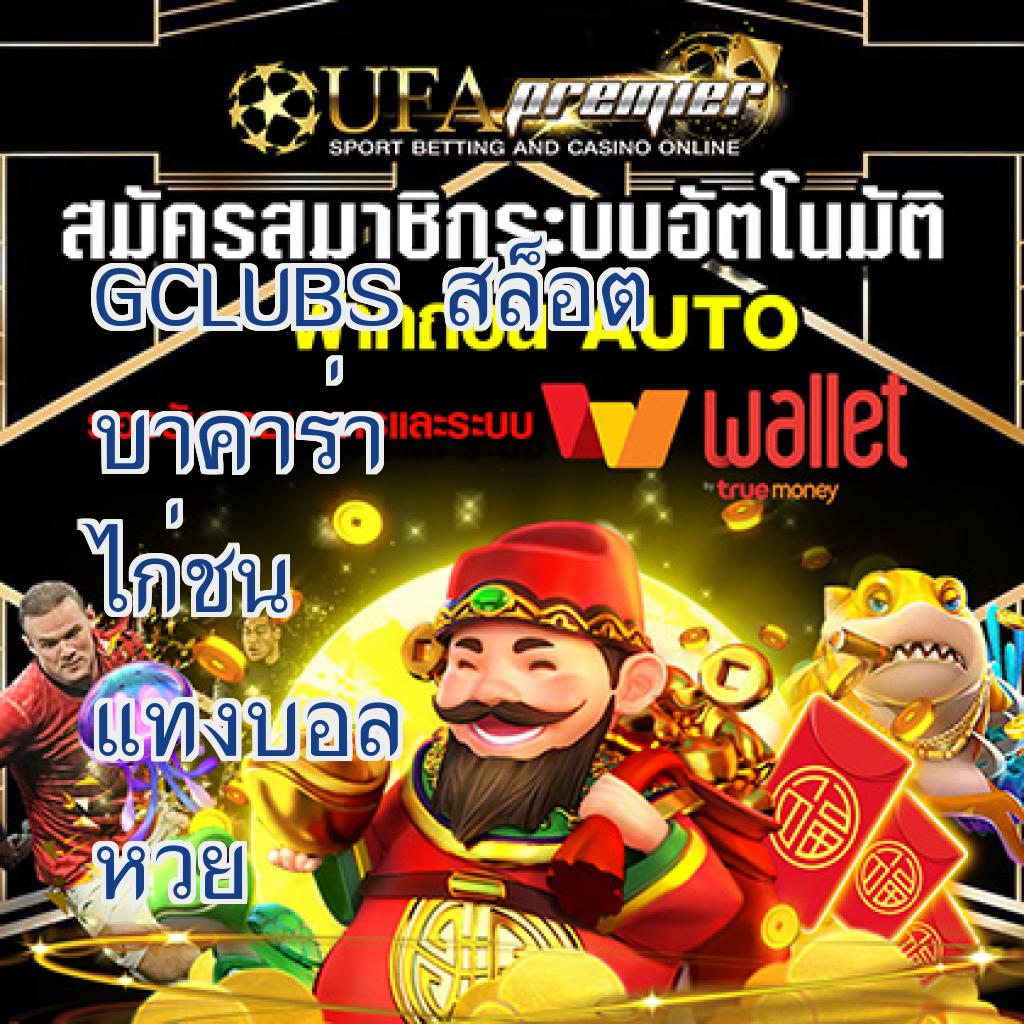 UFA premier
SPORT BETTING AND CASINO ONLINE
สมัครสมาชิกระบบอัตโนมัติ
GCLUBS สล็อต
AUTO
บาคาร่า
และระบบ
wallet
by truemoney
ไก่ชน
แทงบอล
หวย